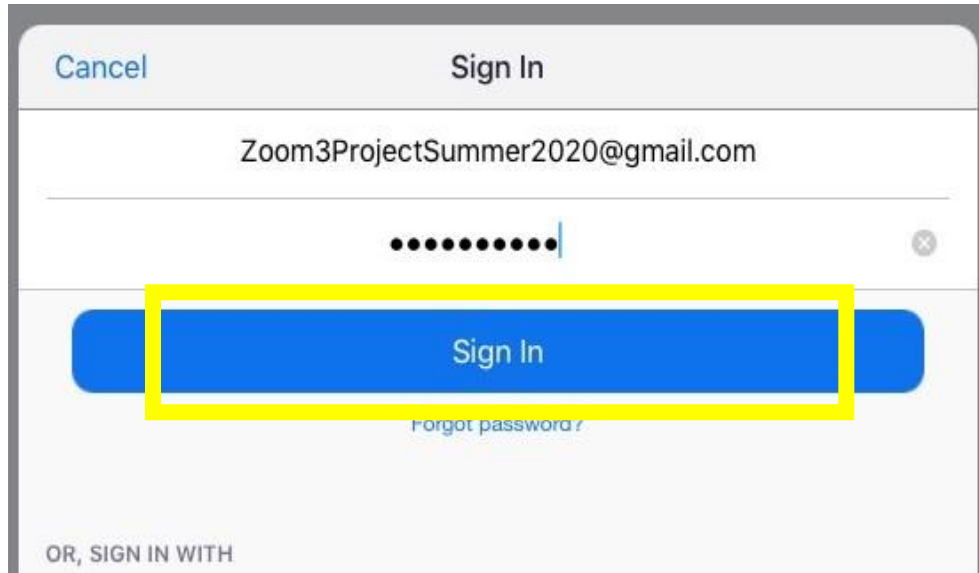 Cancel
Sign In
Zoom3ProjectSummer2020@gmail.com
••••••••••
Sign In
Forgot password?
OR, SIGN IN WITH